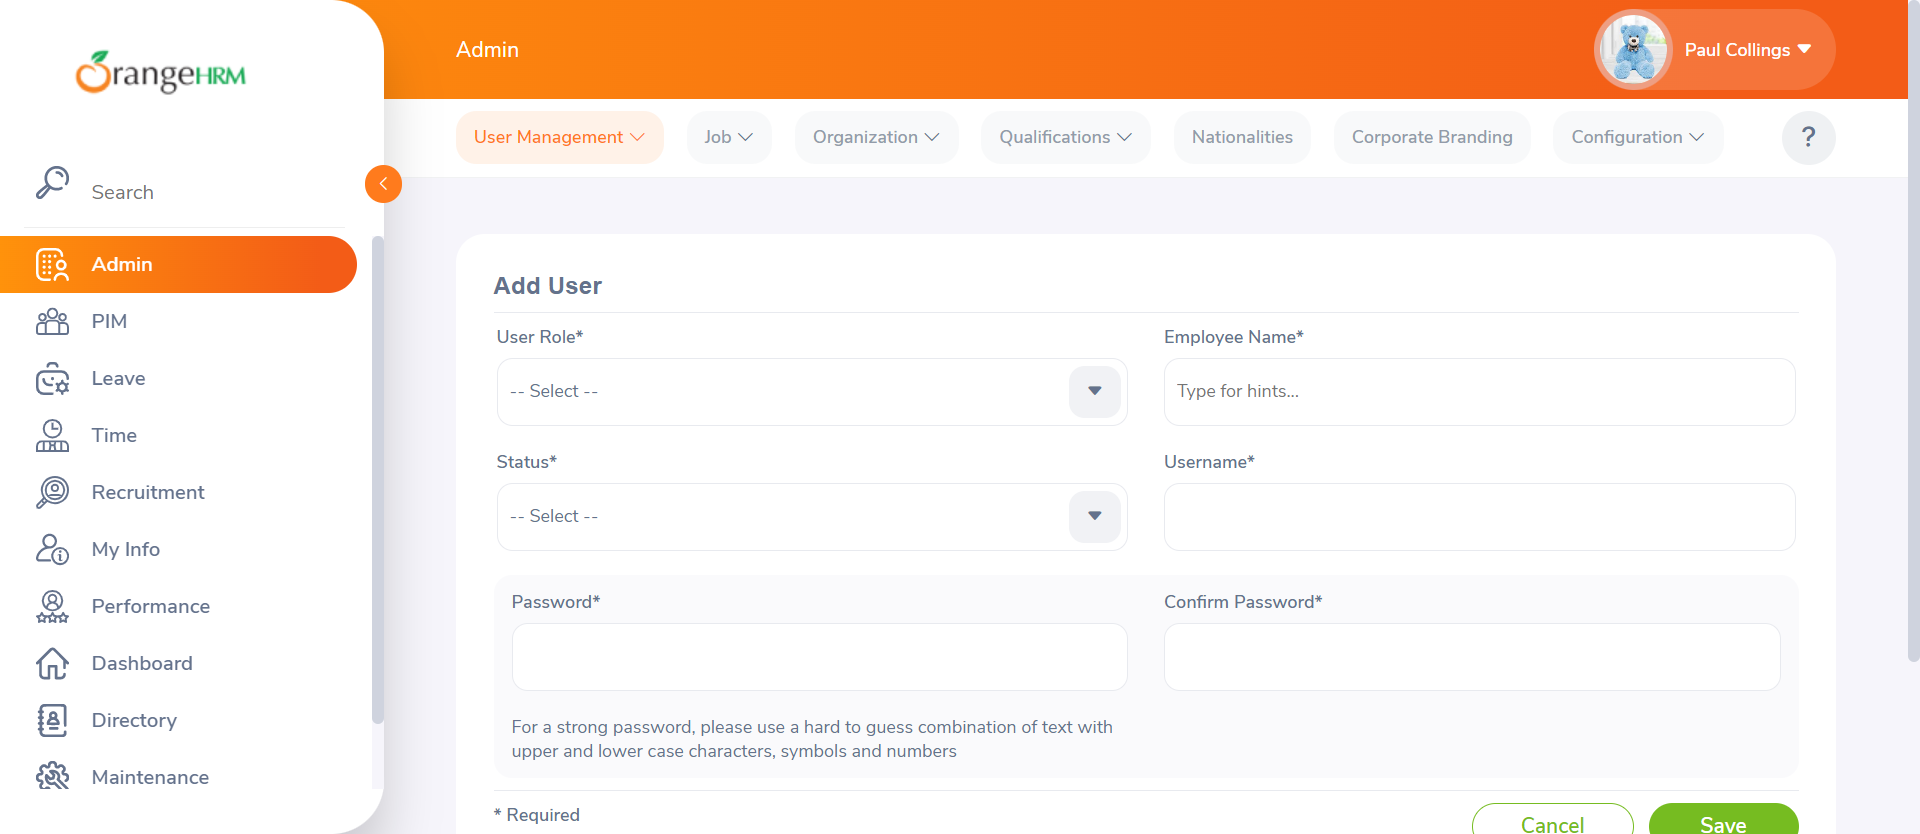 OrangeHRM
Search
Admin
PIM
Leave
Time
Recruitment
My Info
Performance
Dashboard
Directory
Maintenance
Admin
Paul Collings
User Management
Job
Organization
Qualifications
Nationalities
Corporate Branding
Configuration
?
Add User
User Role*
-- Select --
Employee Name*
Type for hints...
Status*
-- Select --
Username*
Password*
Confirm Password*
For a strong password, please use a hard to guess combination of text with
upper and lower case characters, symbols and numbers
* Required
Cancel
Save